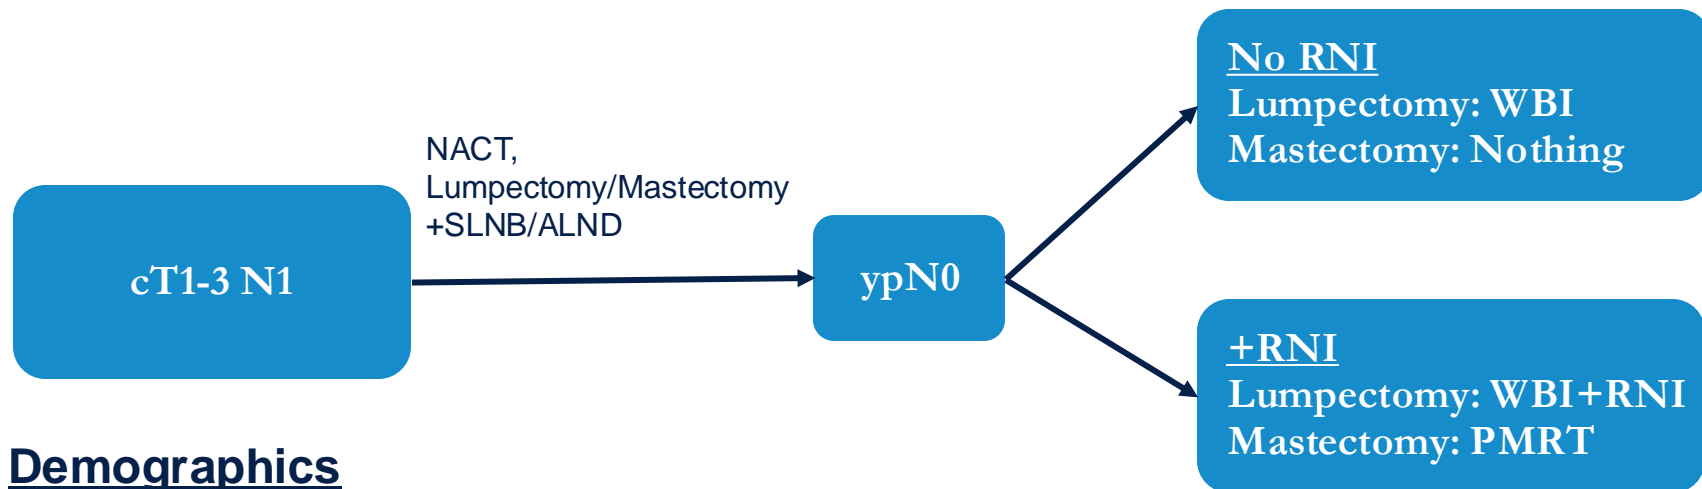 cT1-3 N1
NACT,
Lumpectomy/Mastectomy
+SLNB/ALND
ypN0
No RNI
Lumpectomy: WBI
Mastectomy: Nothing
+RNI
Lumpectomy: WBI+RNI
Mastectomy: PMRT
Demographics